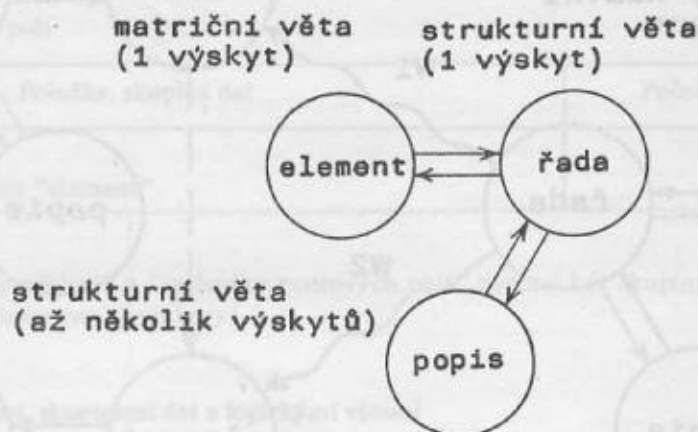 matriční věta
(1 výskyt)
strukturní věta
(1 výskyt)
element
řada
strukturní věta
(až několik výskytů)
popis